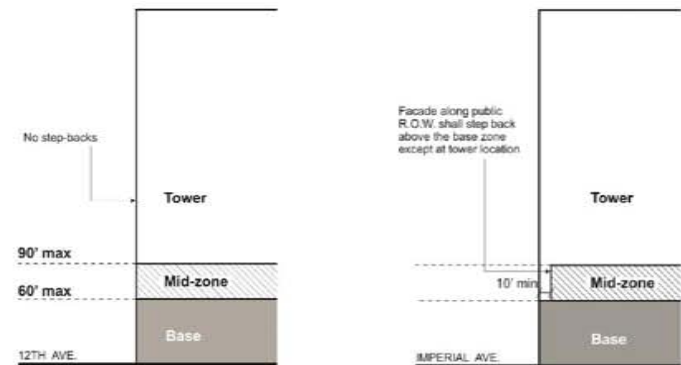 No step-backs
Tower
90' max
Mid-zone
60' max
Base
12TH AVE.
Facade along public
R.O.W. shall step back
above the base zone
except at tower location
Tower
10' min
Mid-zone
Base
IMPERIAL AVE.